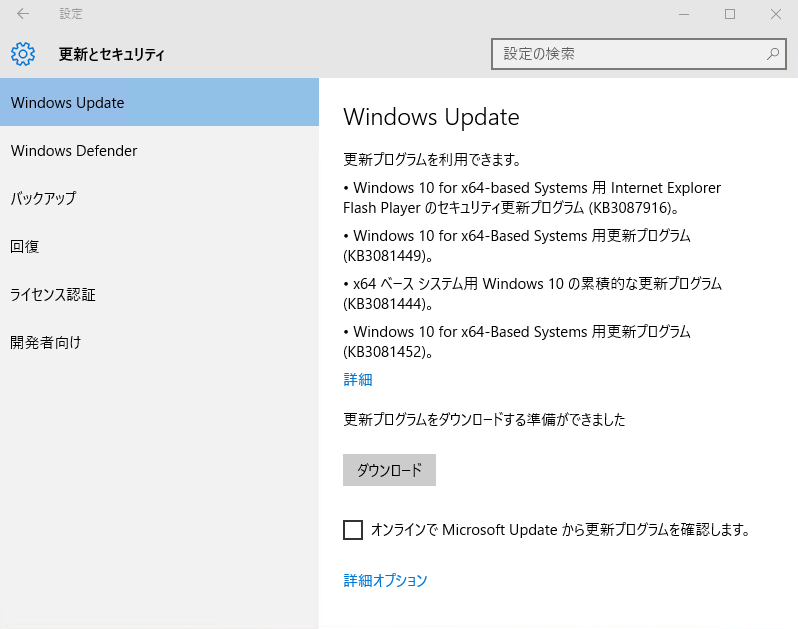 設定
更新とセキュリティ
設定の検索
Windows Update
Windows Defender
バックアップ
回復
ライセンス認証
開発者向け
Windows Update
更新プログラムを利用できます。
• Windows 10 for x64-based Systems 用 Internet Explorer
Flash Player のセキュリティ更新プログラム (KB3087916)。
• Windows 10 for x64-Based Systems 用更新プログラム
(KB3081449)。
• x64 ベース システム用 Windows 10 の累積的な更新プログラム
(KB3081444)。
• Windows 10 for x64-Based Systems 用更新プログラム
(KB3081452)。
詳細
更新プログラムをダウンロードする準備ができました
ダウンロード
オンラインで Microsoft Update から更新プログラムを確認します。
詳細オプション